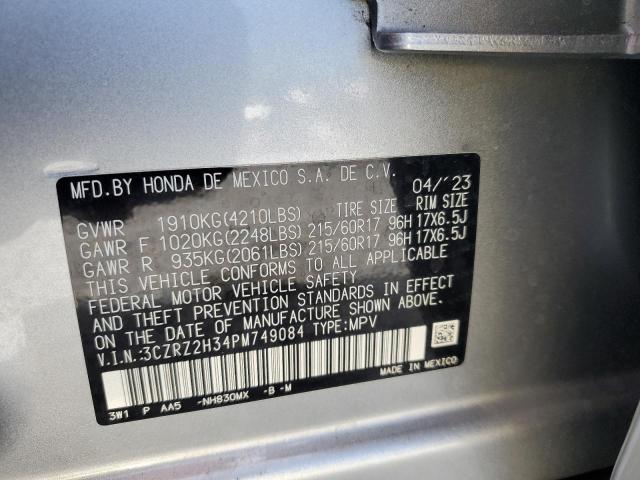 MFD.BY HONDA DE MEXICO S.A. DE C.V. 04/'23
GVWR 1910KG(4210LBS) TIRE SIZE RIM SIZE
GAWR F 1020KG(2248LBS) 215/60R17 96H 17X6.5J
GAWR R 935KG(2061LBS) 215/60R17 96H 17X6.5J
THIS VEHICLE CONFORMS TO ALL APPLICABLE
FEDERAL MOTOR VEHICLE SAFETY
AND THEFT PREVENTION STANDARDS IN EFFECT
ON THE DATE OF MANUFACTURE SHOWN ABOVE.
V.I.N.:3CZRZ2H34PM749084 TYPE:MPV
MADE IN MEXICO
3W1 P AA5 -NH830MX -B -M